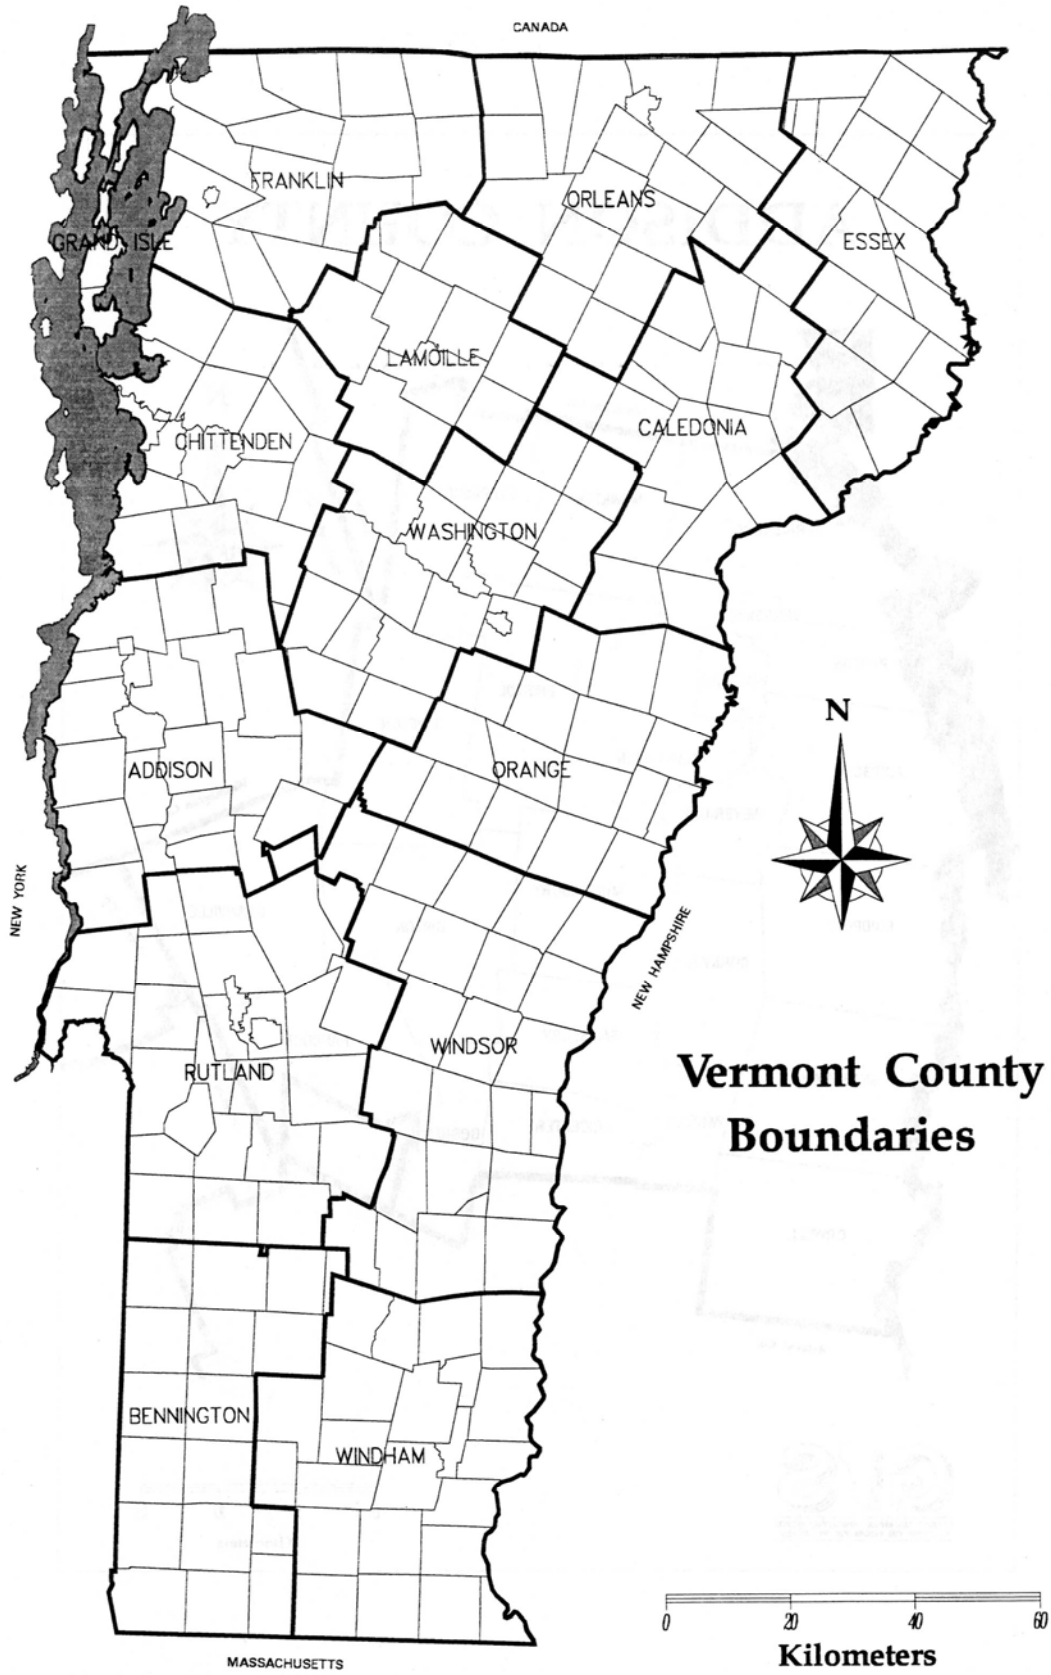 CANADA
FRANKLIN
ORLEANS
GRAND ISLE
ESSEX
LAMOILLE
CALEDONIA
CHITTENDEN
WASHINGTON
N
ADDISON
ORANGE
NEW YORK
NEW HAMPSHIRE
WINDSOR
RUTLAND
Vermont County
Boundaries
BENNINGTON
WINDHAM
0 20 40 60
Kilometers
MASSACHUSETTS